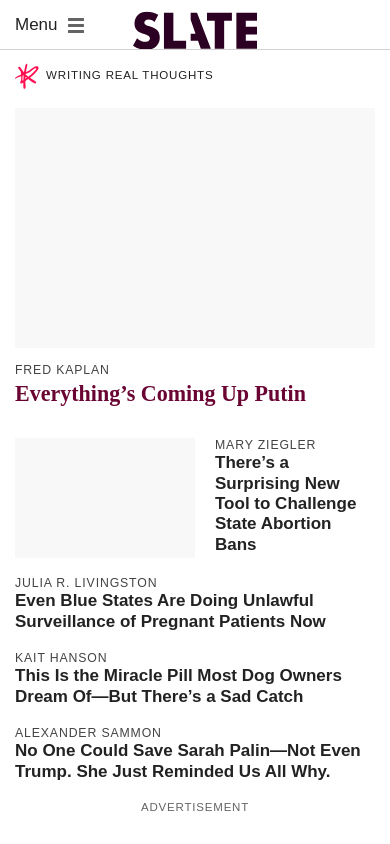 Menu
SLATE
WRITING REAL THOUGHTS
FRED KAPLAN
Everything’s Coming Up Putin
MARY ZIEGLER
There’s a
Surprising New
Tool to Challenge
State Abortion
Bans
JULIA R. LIVINGSTON
Even Blue States Are Doing Unlawful
Surveillance of Pregnant Patients Now
KAIT HANSON
This Is the Miracle Pill Most Dog Owners
Dream Of—But There’s a Sad Catch
ALEXANDER SAMMON
No One Could Save Sarah Palin—Not Even
Trump. She Just Reminded Us All Why.
ADVERTISEMENT